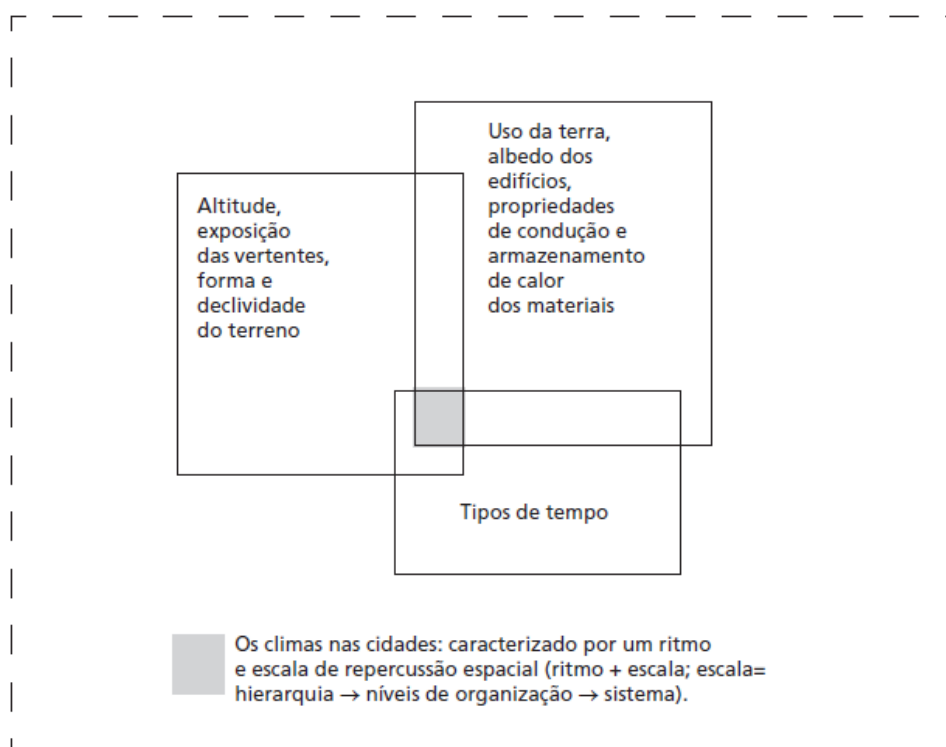 Uso da terra,
albedo dos
edifícios,
propriedades
de condução e
armazenamento
de calor
dos materiais
Altitude,
exposição
das vertentes,
forma e
declividade
do terreno
Tipos de tempo
Os climas nas cidades: caracterizado por um ritmo
e escala de repercussão espacial (ritmo + escala; escala=
hierarquia → níveis de organização → sistema).